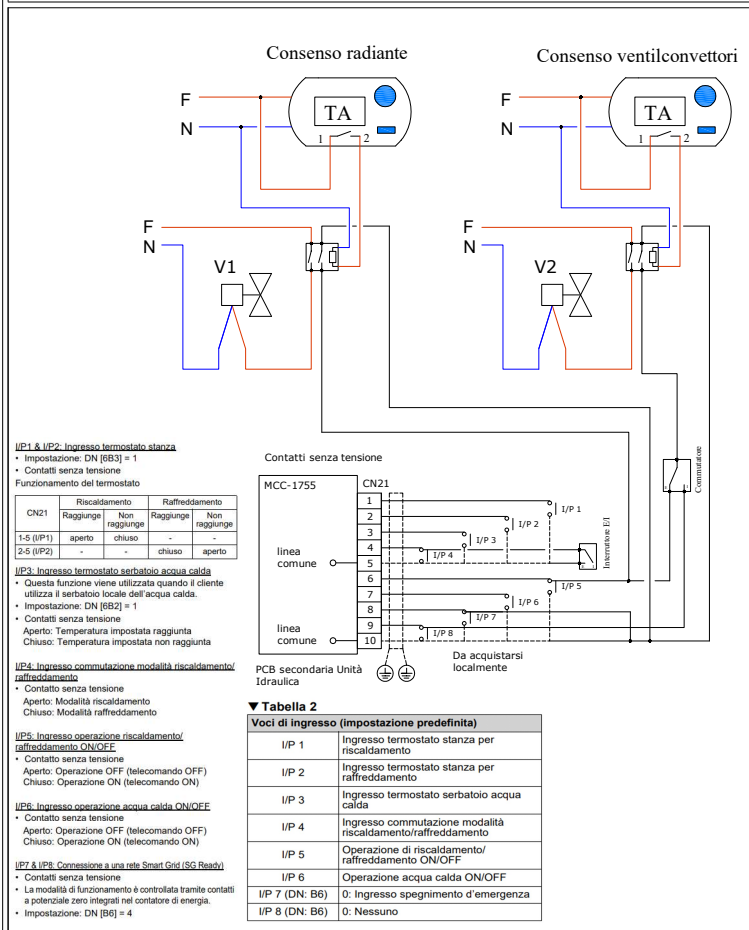 Consenso radiante
Consenso ventilconvettori
F
N
TA
1
2
F
N
TA
1
2
F
N
V1
F
N
V2
Commutatore
I/P1 & I/P2: Ingresso termostato stanza
• Impostazione: DN [6B3] = 1
• Contatti senza tensione
Funzionamento del termostato
CN21
Riscaldamento
Raffreddamento
Raggiunge
Non raggiunge
Raggiunge
Non raggiunge
1-5 (I/P1)
aperto
chiuso
-
-
2-5 (I/P2)
-
-
chiuso
aperto
I/P3: Ingresso termostato serbatoio acqua calda
• Questa funzione viene utilizzata quando il cliente
utilizza il serbatoio locale dell'acqua calda.
• Impostazione: DN [6B2] = 1
• Contatti senza tensione
Aperto: Temperatura impostata raggiunta
Chiuso: Temperatura impostata non raggiunta
I/P4: Ingresso commutazione modalità riscaldamento/
raffreddamento
• Contatto senza tensione
Aperto: Modalità riscaldamento
Chiuso: Modalità raffreddamento
I/P5: Ingresso operazione riscaldamento/
raffreddamento ON/OFF
• Contatto senza tensione
Aperto: Operazione OFF (telecomando OFF)
Chiuso: Operazione ON (telecomando ON)
I/P6: Ingresso operazione acqua calda ON/OFF
• Contatto senza tensione
Aperto: Operazione OFF (telecomando OFF)
Chiuso: Operazione ON (telecomando ON)
I/P7 & I/P8: Connessione a una rete Smart Grid (SG Ready)
• Contatti senza tensione
• La modalità di funzionamento è controllata tramite contatti
a potenziale zero integrati nel contatore di energia.
• Impostazione: DN [B6] = 4
Contatti senza tensione
MCC-1755
CN21
1
2
3
4
5
6
7
8
9
10
linea
comune
linea
comune
I/P 1
I/P 2
I/P 3
I/P 4
Interruttore E/I
I/P 5
I/P 6
I/P 7
I/P 8
PCB secondaria Unità
Idraulica
Da acquistarsi
localmente
▼ Tabella 2
Voci di ingresso (impostazione predefinita)
I/P 1
Ingresso termostato stanza per
riscaldamento
I/P 2
Ingresso termostato stanza per
raffreddamento
I/P 3
Ingresso termostato serbatoio acqua
calda
I/P 4
Ingresso commutazione modalità
riscaldamento/raffreddamento
I/P 5
Operazione di riscaldamento/
raffreddamento ON/OFF
I/P 6
Operazione acqua calda ON/OFF
I/P 7 (DN: B6)
0: Ingresso spegnimento d'emergenza
I/P 8 (DN: B6)
0: Nessuno